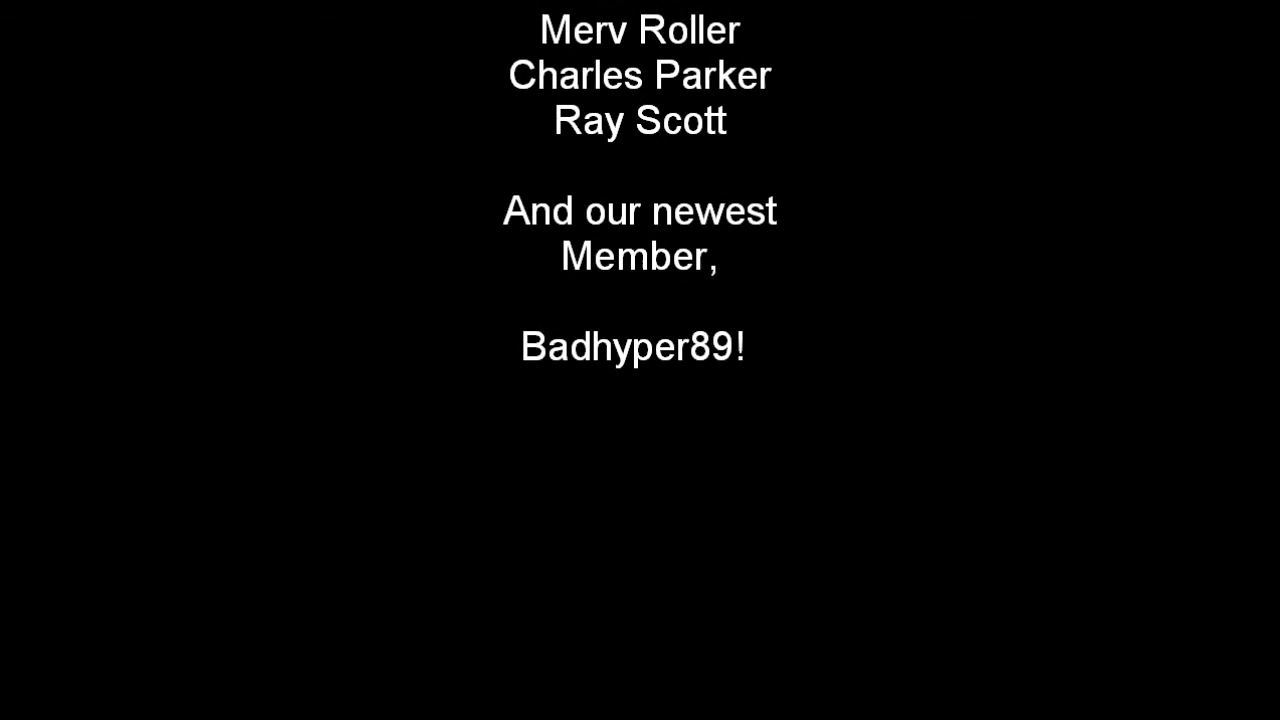 Merv Roller
Charles Parker
Ray Scott
And our newest
Member,
Badhyper89!